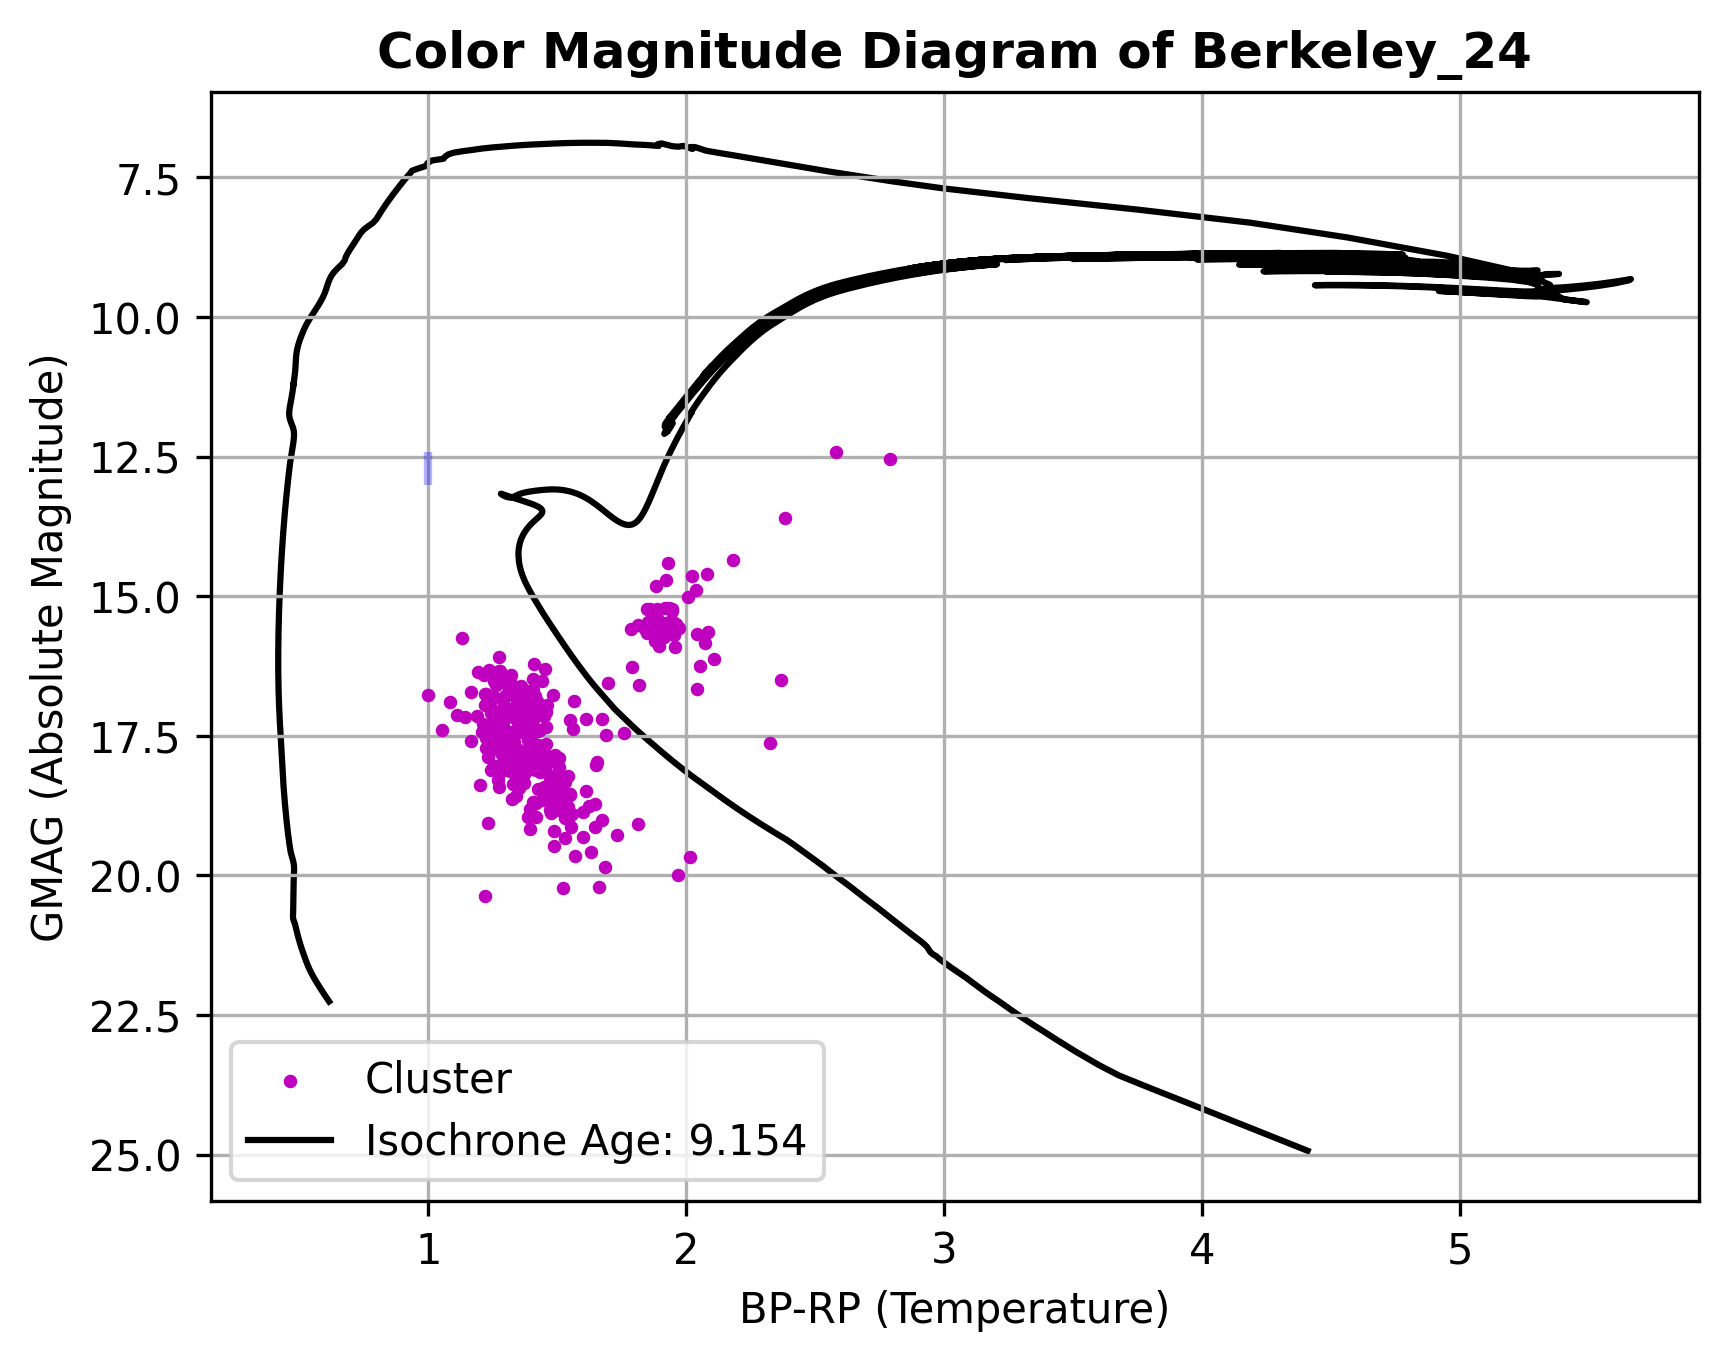 Color Magnitude Diagram of Berkeley_24
GMAG (Absolute Magnitude)
7.5
10.0
12.5
15.0
17.5
20.0
22.5
25.0
Cluster
Isochrone Age: 9.154
1 2 3 4 5
BP-RP (Temperature)